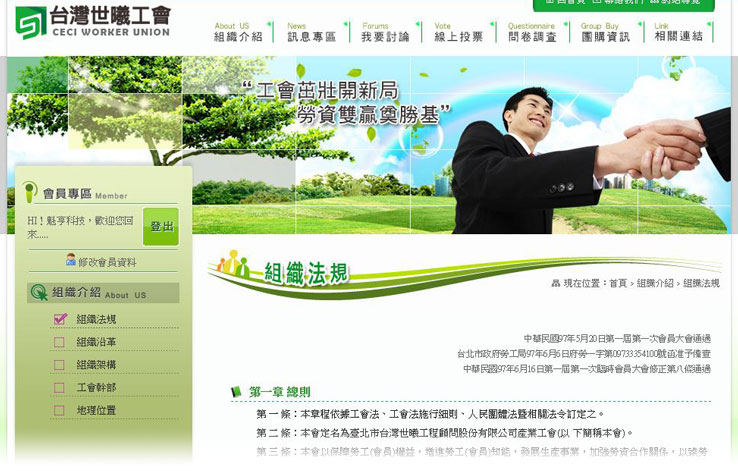 回首頁 聯絡我們 網站導覽
台灣世曦工會
CECI WORKER UNION
About US News Forums Vote Questionnaire Group Buy Link
組織介紹 訊息專區 我要討論 線上投票 問卷調查 團購資訊 相關連結
“工會茁壯開新局
勞資雙贏奠勝基”
會員專區 Member
HI！魁亨科技，歡迎您回
來.....
登出
修改會員資料
組織介紹 About US
組織法規
組織沿革
組織架構
工會幹部
地理位置
組織法規
現在位置：首頁 > 組織介紹 > 組織法規
中華民國97年5月20日第一屆第一次會員大會通過
台北市政府勞工局97年6月6日府勞一字第09733354100號函准予備查
中華民國97年6月16日第一屆第一次臨時會員大會修正第八條通過
第一章 總則
第 一 條：本章程依據工會法、工會法施行細則、人民團體法暨相關法令訂定之。
第 二 條：本會定名為臺北市台灣世曦工程顧問股份有限公司產業工會(以 下簡稱本會)。
第 三 條：本會以保障勞工(會員)權益，增進勞工(會員)知能，發展生產事業，加強勞資合作關係，以臻勞